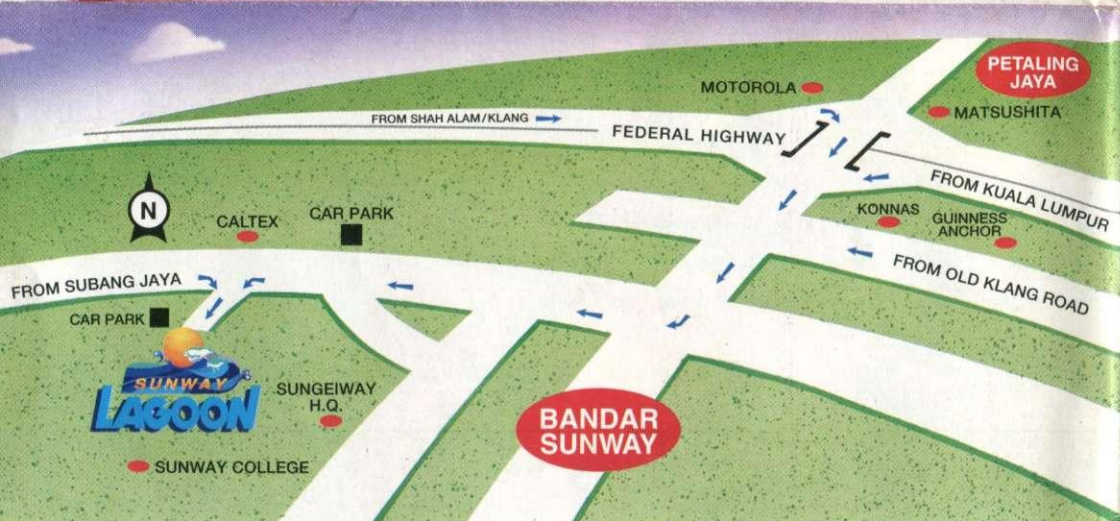 PETALING
JAYA
MOTOROLA
MATSUSHITA
FROM SHAH ALAM/KLANG
FEDERAL HIGHWAY
FROM KUALA LUMPUR
N
CALTEX
CAR PARK
KONNAS
GUINNESS
ANCHOR
FROM SUBANG JAYA
FROM OLD KLANG ROAD
CAR PARK
SUNWAY
LAGOON
SUNGEIWAY
H.Q.
BANDAR
SUNWAY
SUNWAY COLLEGE